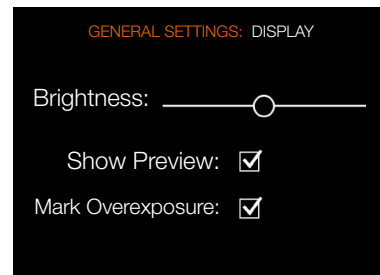 GENERAL SETTINGS: DISPLAY
Brightness:
Show Preview:
Mark Overexposure: